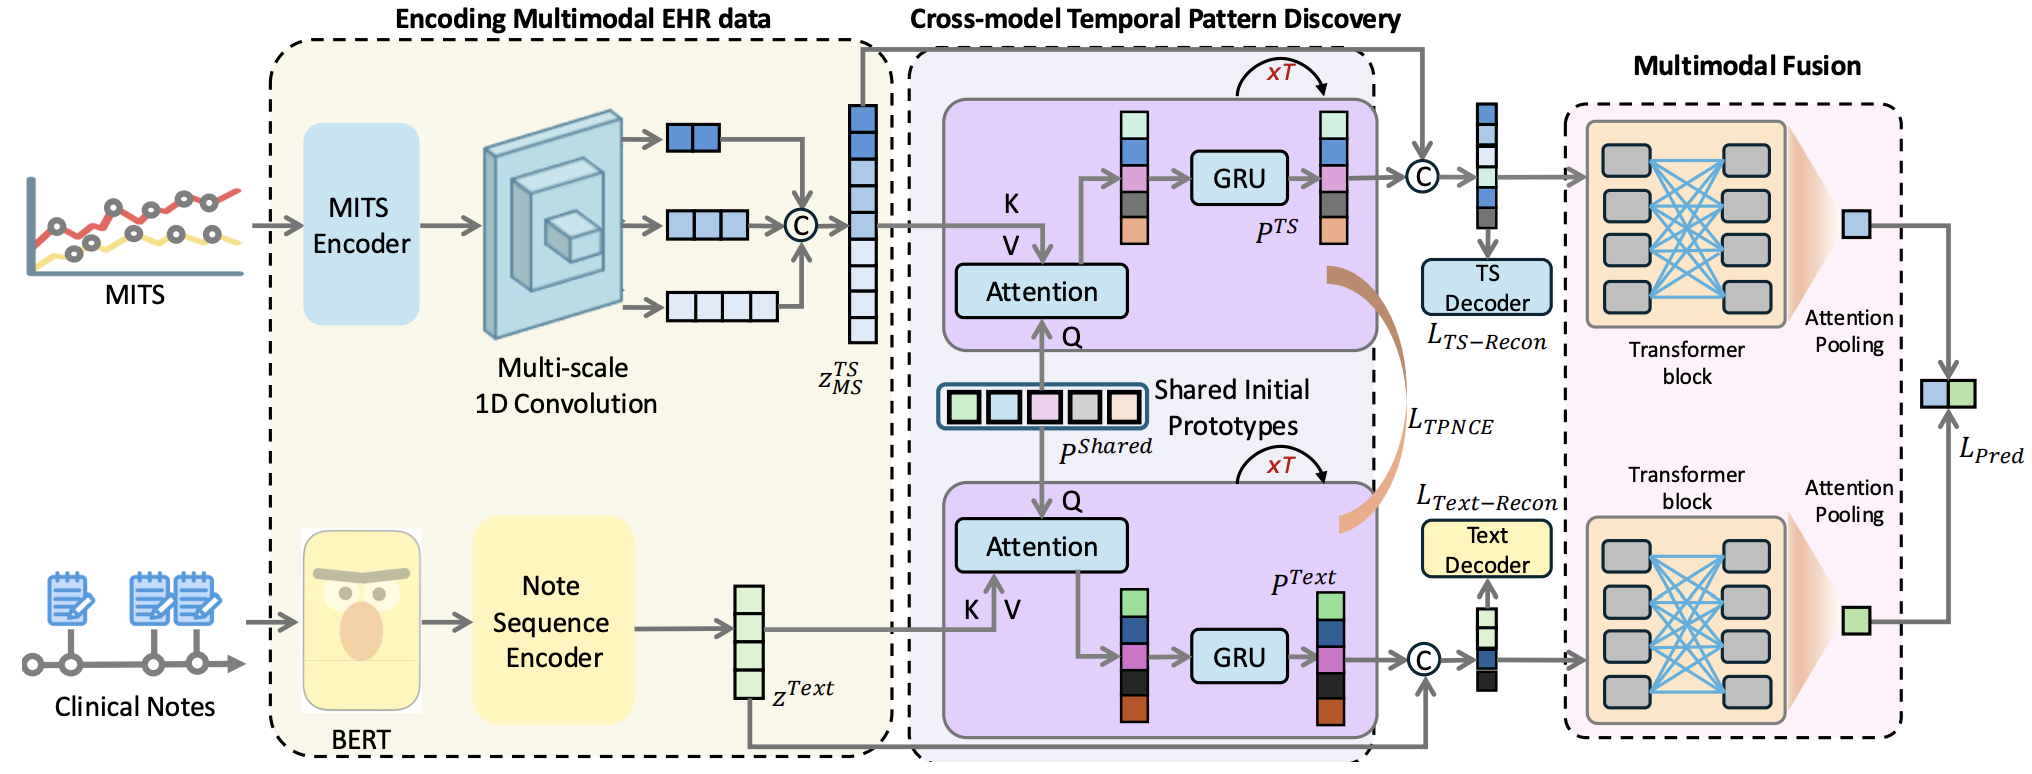 Encoding Multimodal EHR data
Cross-model Temporal Pattern Discovery
Multimodal Fusion
MITS
MITS
Encoder
Multi-scale
1D Convolution
C
z_{MS}^{TS}
K
V
Attention
Q
GRU
xT
P^{TS}
C
TS
Decoder
L_{TS-Recon}
Transformer
block
Attention
Pooling
Shared Initial
Prototypes
P^{Shared}
L_{TPNCE}
L_{Pred}
Clinical Notes
BERT
Note
Sequence
Encoder
z^{Text}
Q
Attention
K V
GRU
xT
P^{Text}
C
L_{Text-Recon}
Text
Decoder
Transformer
block
Attention
Pooling